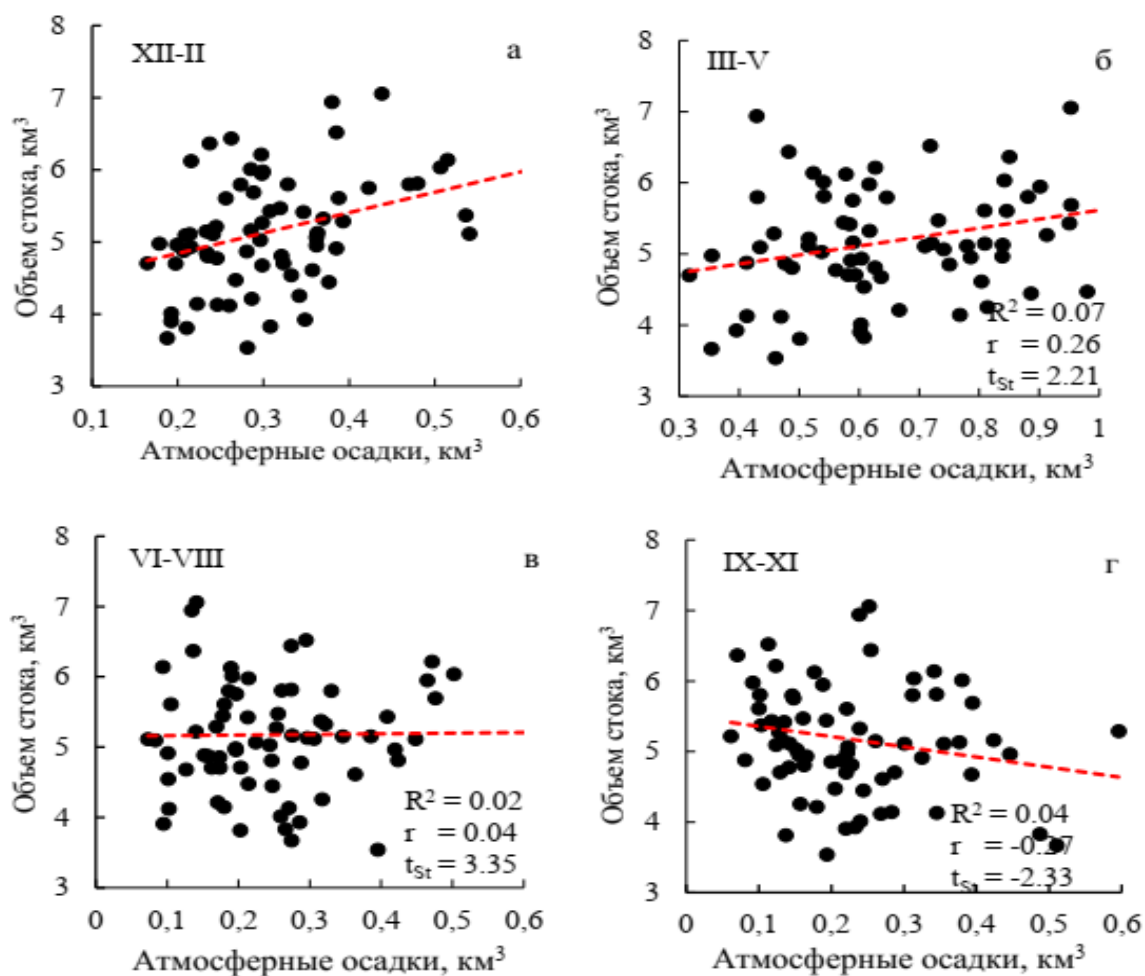 XII-II
а
Объем стока, км³
8
7
6
5
4
3
0,1 0,2 0,3 0,4 0,5 0,6
Атмосферные осадки, км³
III-V
б
Объем стока, км³
8
7
6
5
4
3
R² = 0.07
r = 0.26
tSt = 2.21
0,3 0,4 0,5 0,6 0,7 0,8 0,9 1
Атмосферные осадки, км³
VI-VIII
в
Объем стока, км³
8
7
6
5
4
3
R² = 0.02
r = 0.04
tSt = 3.35
0 0,1 0,2 0,3 0,4 0,5 0,6
Атмосферные осадки, км³
IX-XI
г
Объем стока, км³
8
7
6
5
4
3
R² = 0.04
r = -0.27
tSt = -2.33
0 0,1 0,2 0,3 0,4 0,5 0,6
Атмосферные осадки, км³